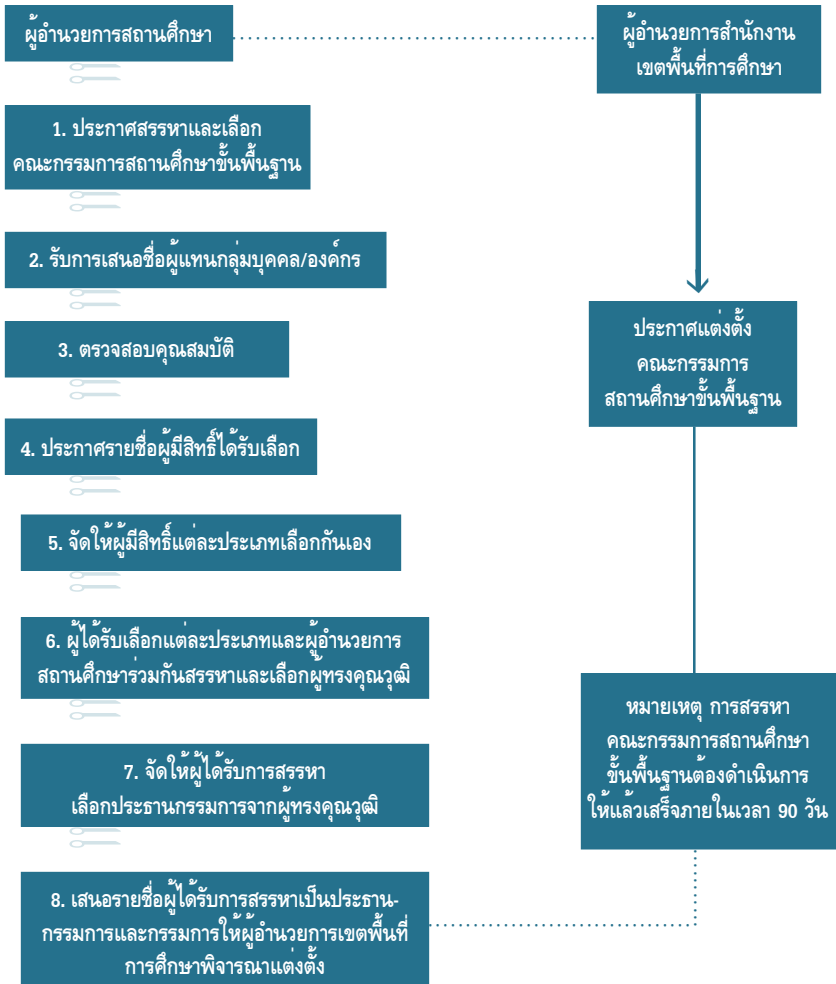 ผู้อำนวยการสถานศึกษา
ผู้อำนวยการสำนักงาน
เขตพื้นที่การศึกษา
1. ประกาศสรรหาและเลือก
คณะกรรมการสถานศึกษาขั้นพื้นฐาน
2. รับการเสนอชื่อผู้แทนกลุ่มบุคคล/องค์กร
3. ตรวจสอบคุณสมบัติ
4. ประกาศรายชื่อผู้มีสิทธิ์ได้รับเลือก
5. จัดให้ผู้มีสิทธิ์แต่ละประเภทเลือกกันเอง
6. ผู้ได้รับเลือกแต่ละประเภทและผู้อำนวยการ
สถานศึกษาร่วมกันสรรหาและเลือกผู้ทรงคุณวุฒิ
7. จัดให้ผู้ได้รับการสรรหา
เลือกประธานกรรมการจากผู้ทรงคุณวุฒิ
8. เสนอรายชื่อผู้ได้รับการสรรหาเป็นประธาน-
กรรมการและกรรมการให้ผู้อำนวยการเขตพื้นที่
การศึกษาพิจารณาแต่งตั้ง
ประกาศแต่งตั้ง
คณะกรรมการ
สถานศึกษาขั้นพื้นฐาน
หมายเหตุ การสรรหา
คณะกรรมการสถานศึกษา
ขั้นพื้นฐานต้องดำเนินการ
ให้แล้วเสร็จภายในเวลา 90 วัน